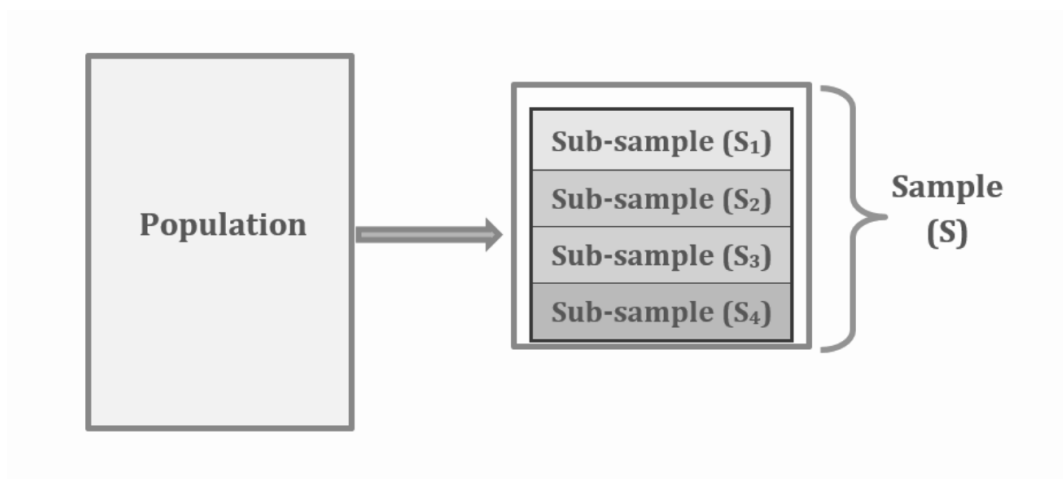 Population
Sub-sample (S₁)
Sub-sample (S₂)
Sub-sample (S₃)
Sub-sample (S₄)
Sample
(S)